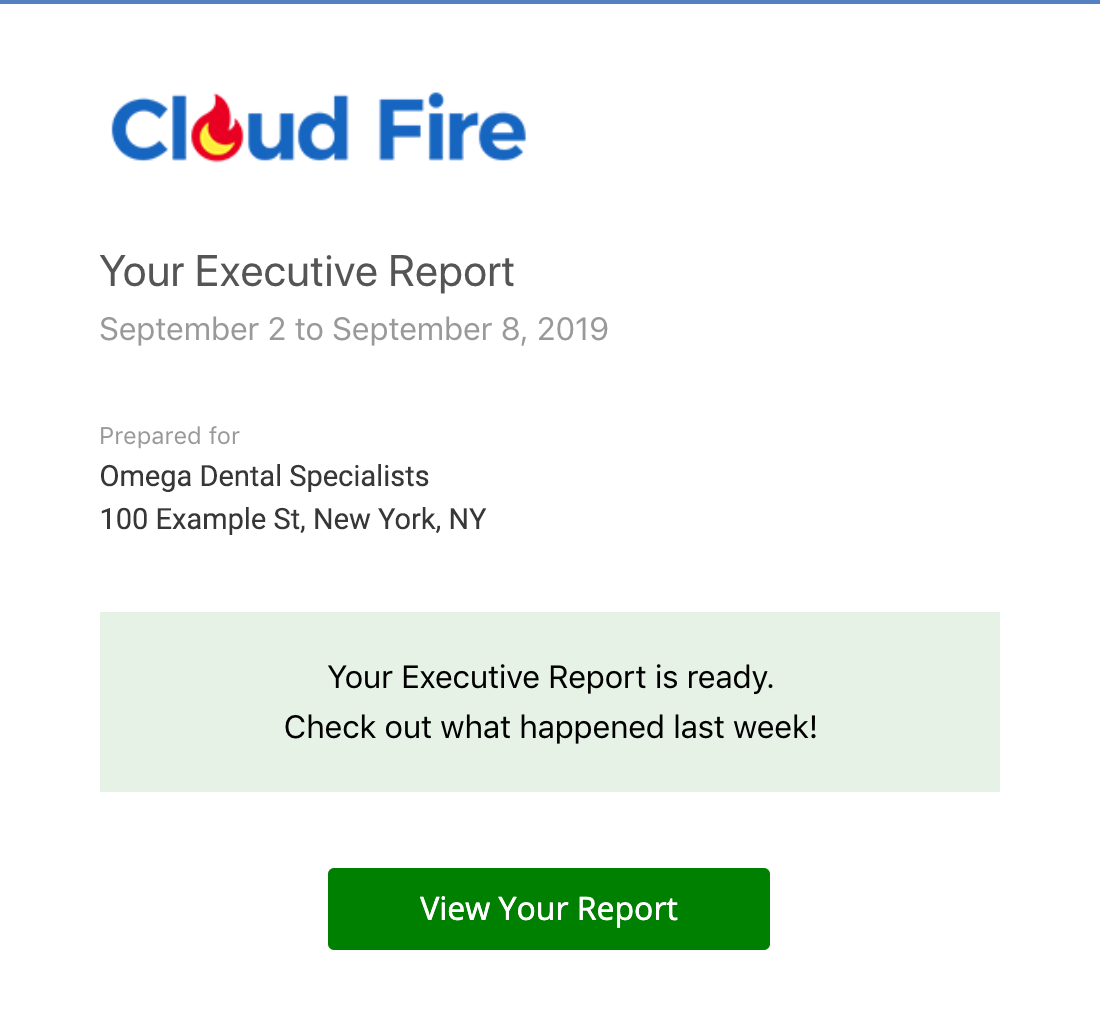 Cloud Fire
Your Executive Report
September 2 to September 8, 2019
Prepared for
Omega Dental Specialists
100 Example St, New York, NY
Your Executive Report is ready.
Check out what happened last week!
View Your Report